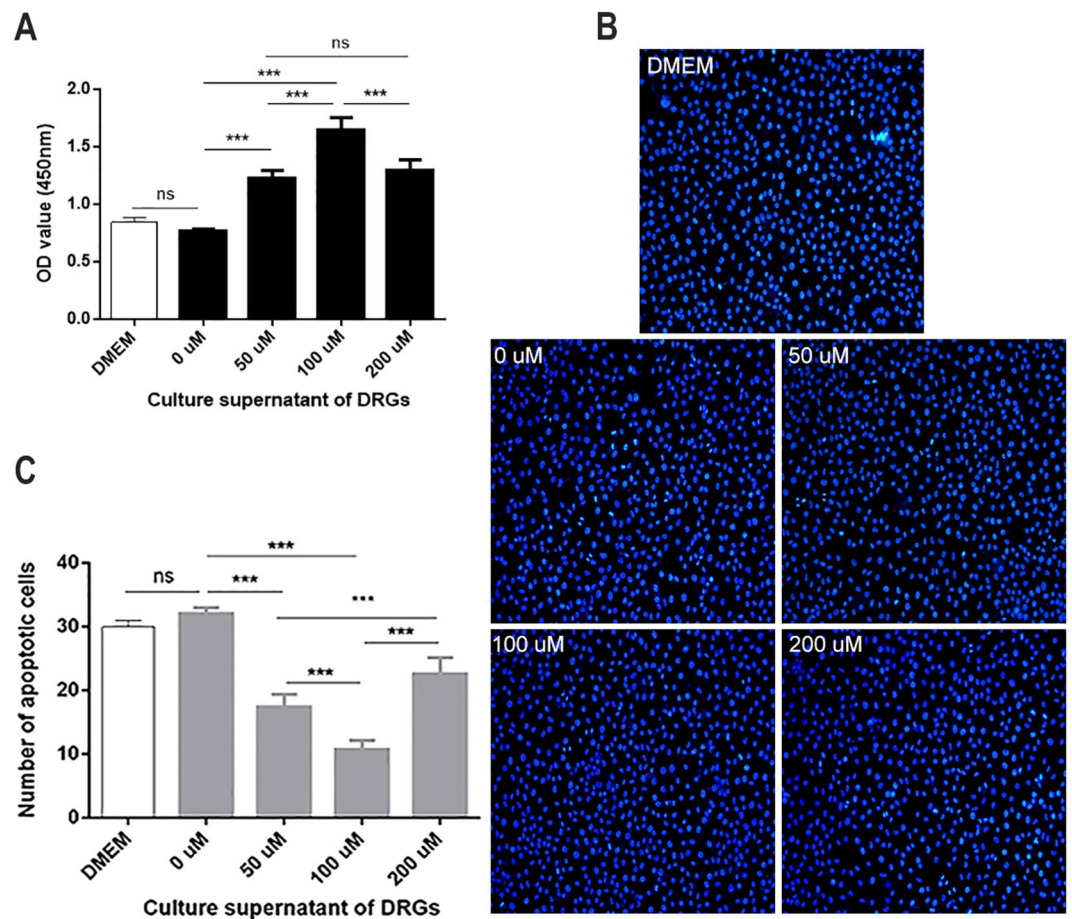 A
ns
***
***
***
***
ns
2.0
1.5
1.0
0.5
0.0
OD value (450nm)
DMEM
0 uM
50 uM
100 uM
200 uM
Culture supernatant of DRGs
B
DMEM
0 uM
50 uM
100 uM
200 uM
C
***
ns
***
***
***
***
40
30
20
10
0
Number of apoptotic cells
DMEM
0 uM
50 uM
100 uM
200 uM
Culture supernatant of DRGs